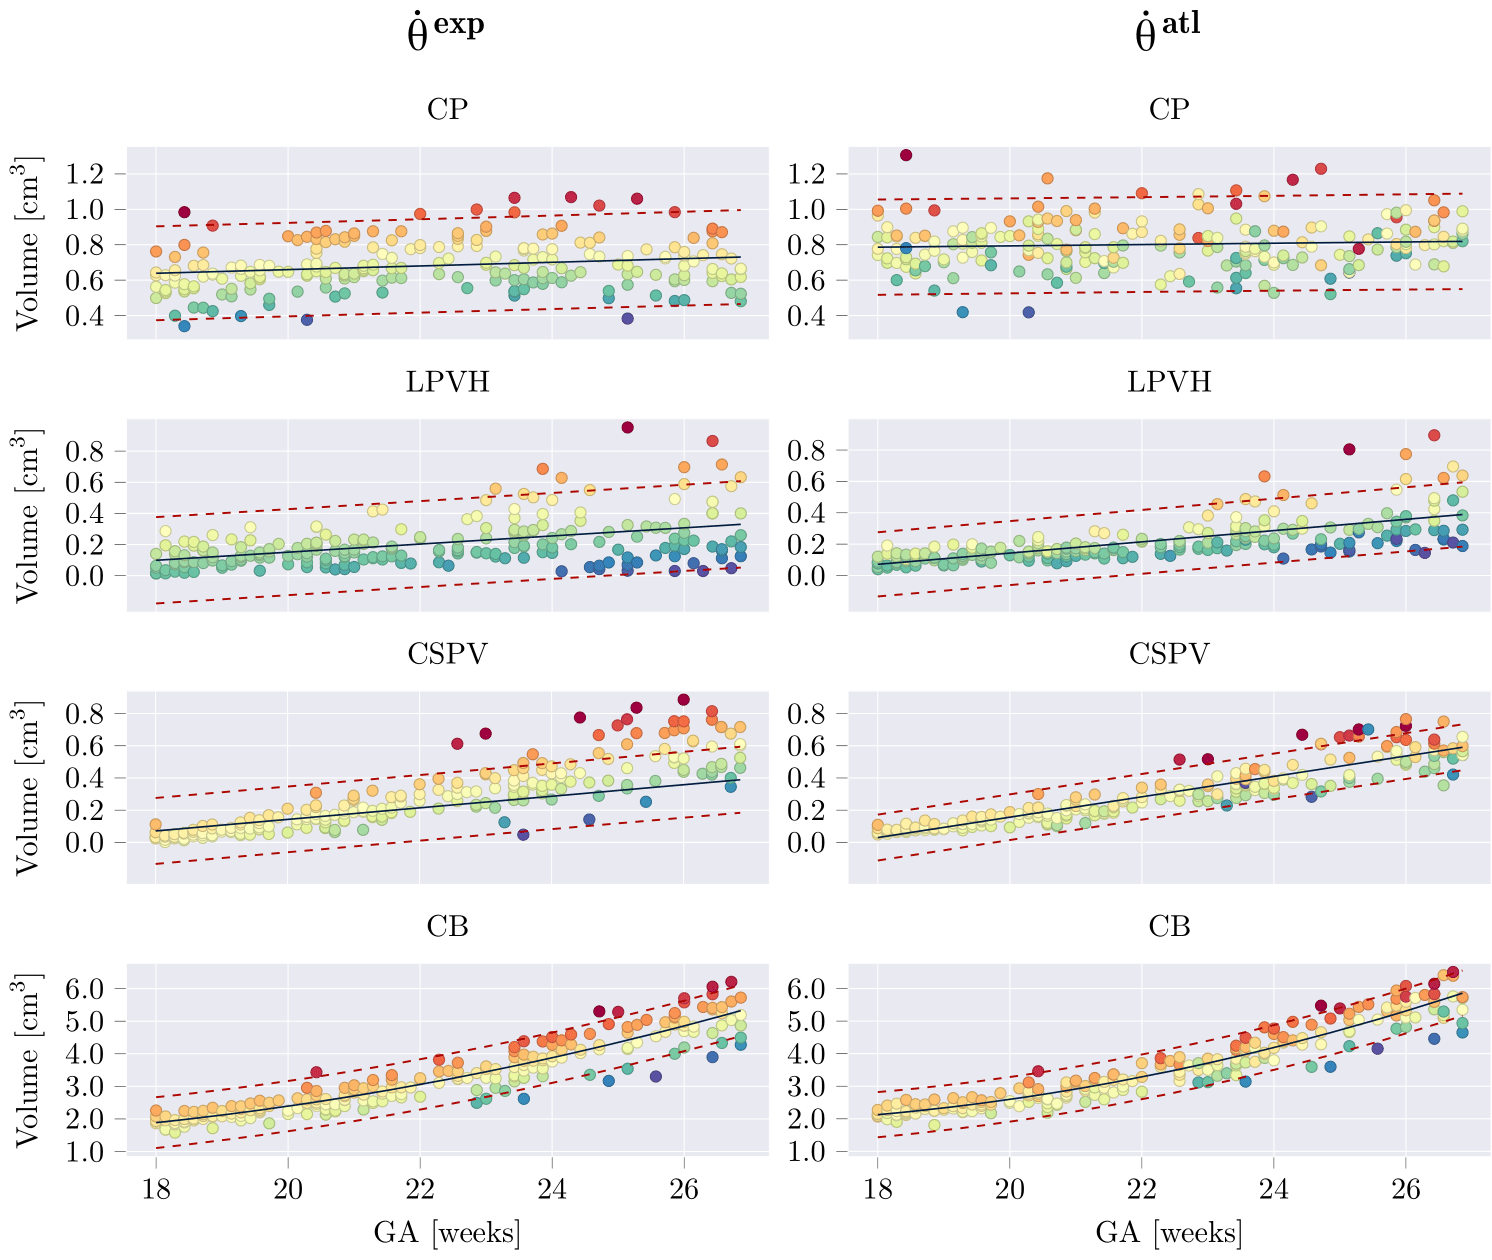 θ̇ exp θ̇ atl
CP CP
Volume [cm³] 1.2 1.0 0.8 0.6 0.4 1.2 1.0 0.8 0.6 0.4
LPVH LPVH
Volume [cm³] 0.8 0.6 0.4 0.2 0.0 0.8 0.6 0.4 0.2 0.0
CSPV CSPV
Volume [cm³] 0.8 0.6 0.4 0.2 0.0 0.8 0.6 0.4 0.2 0.0
CB CB
Volume [cm³] 6.0 5.0 4.0 3.0 2.0 1.0 6.0 5.0 4.0 3.0 2.0 1.0
18 20 22 24 26 18 20 22 24 26
GA [weeks] GA [weeks]